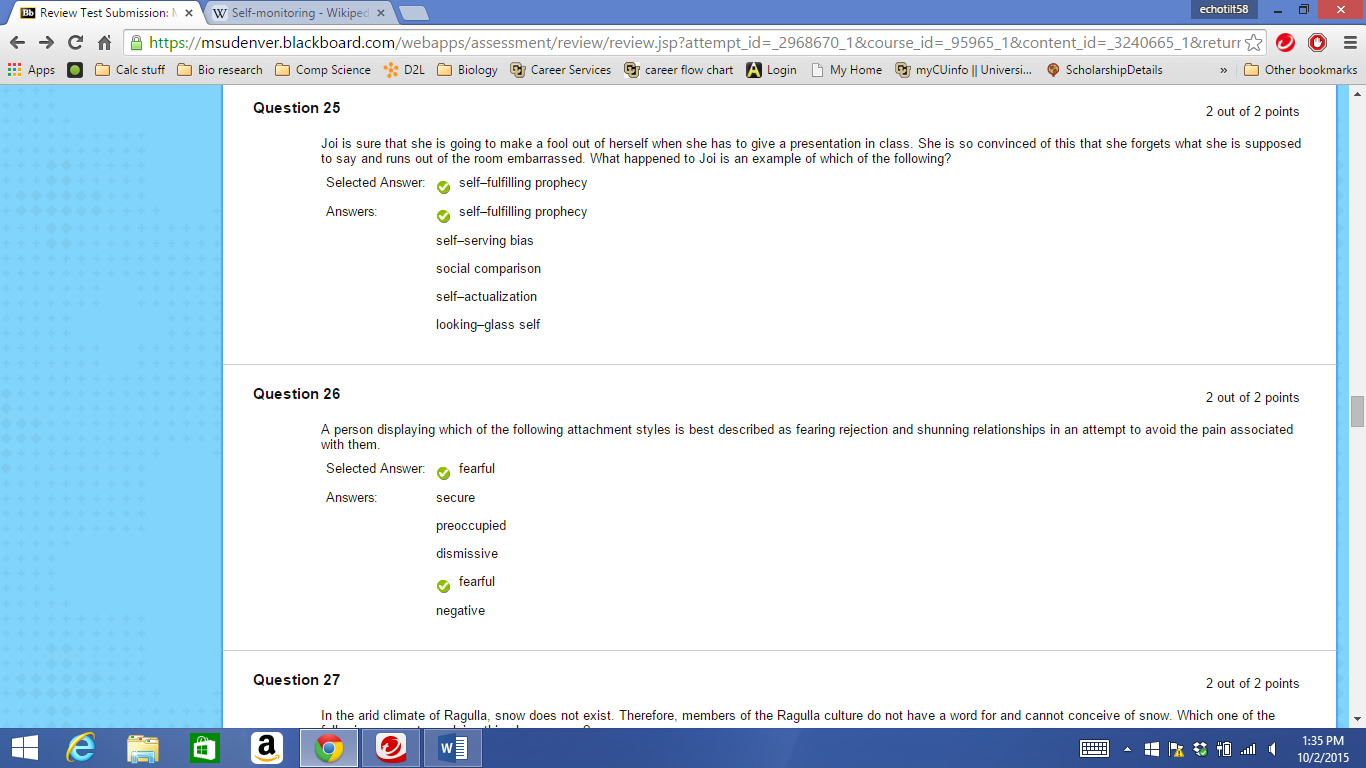 Review Test Submission: M
Self-monitoring - Wikiped
echotilt58
https://msudenver.blackboard.com/webapps/assessment/review/review.jsp?attempt_id=_2968670_1&course_id=_95965_1&content_id=_3240665_1&return
Apps Calc stuff Bio research Comp Science D2L Biology Career Services career flow chart Login My Home myCUinfo || Universi... ScholarshipDetails » Other bookmarks
Question 25
2 out of 2 points
Joi is sure that she is going to make a fool out of herself when she has to give a presentation in class. She is so convinced of this that she forgets what she is supposed
to say and runs out of the room embarrassed. What happened to Joi is an example of which of the following?
Selected Answer: self–fulfilling prophecy
Answers: self–fulfilling prophecy
self–serving bias
social comparison
self–actualization
looking–glass self
Question 26
2 out of 2 points
A person displaying which of the following attachment styles is best described as fearing rejection and shunning relationships in an attempt to avoid the pain associated
with them.
Selected Answer: fearful
Answers: secure
preoccupied
dismissive
fearful
negative
Question 27
2 out of 2 points
In the arid climate of Ragulla, snow does not exist. Therefore, members of the Ragulla culture do not have a word for and cannot conceive of snow. Which one of the
1:35 PM
10/2/2015